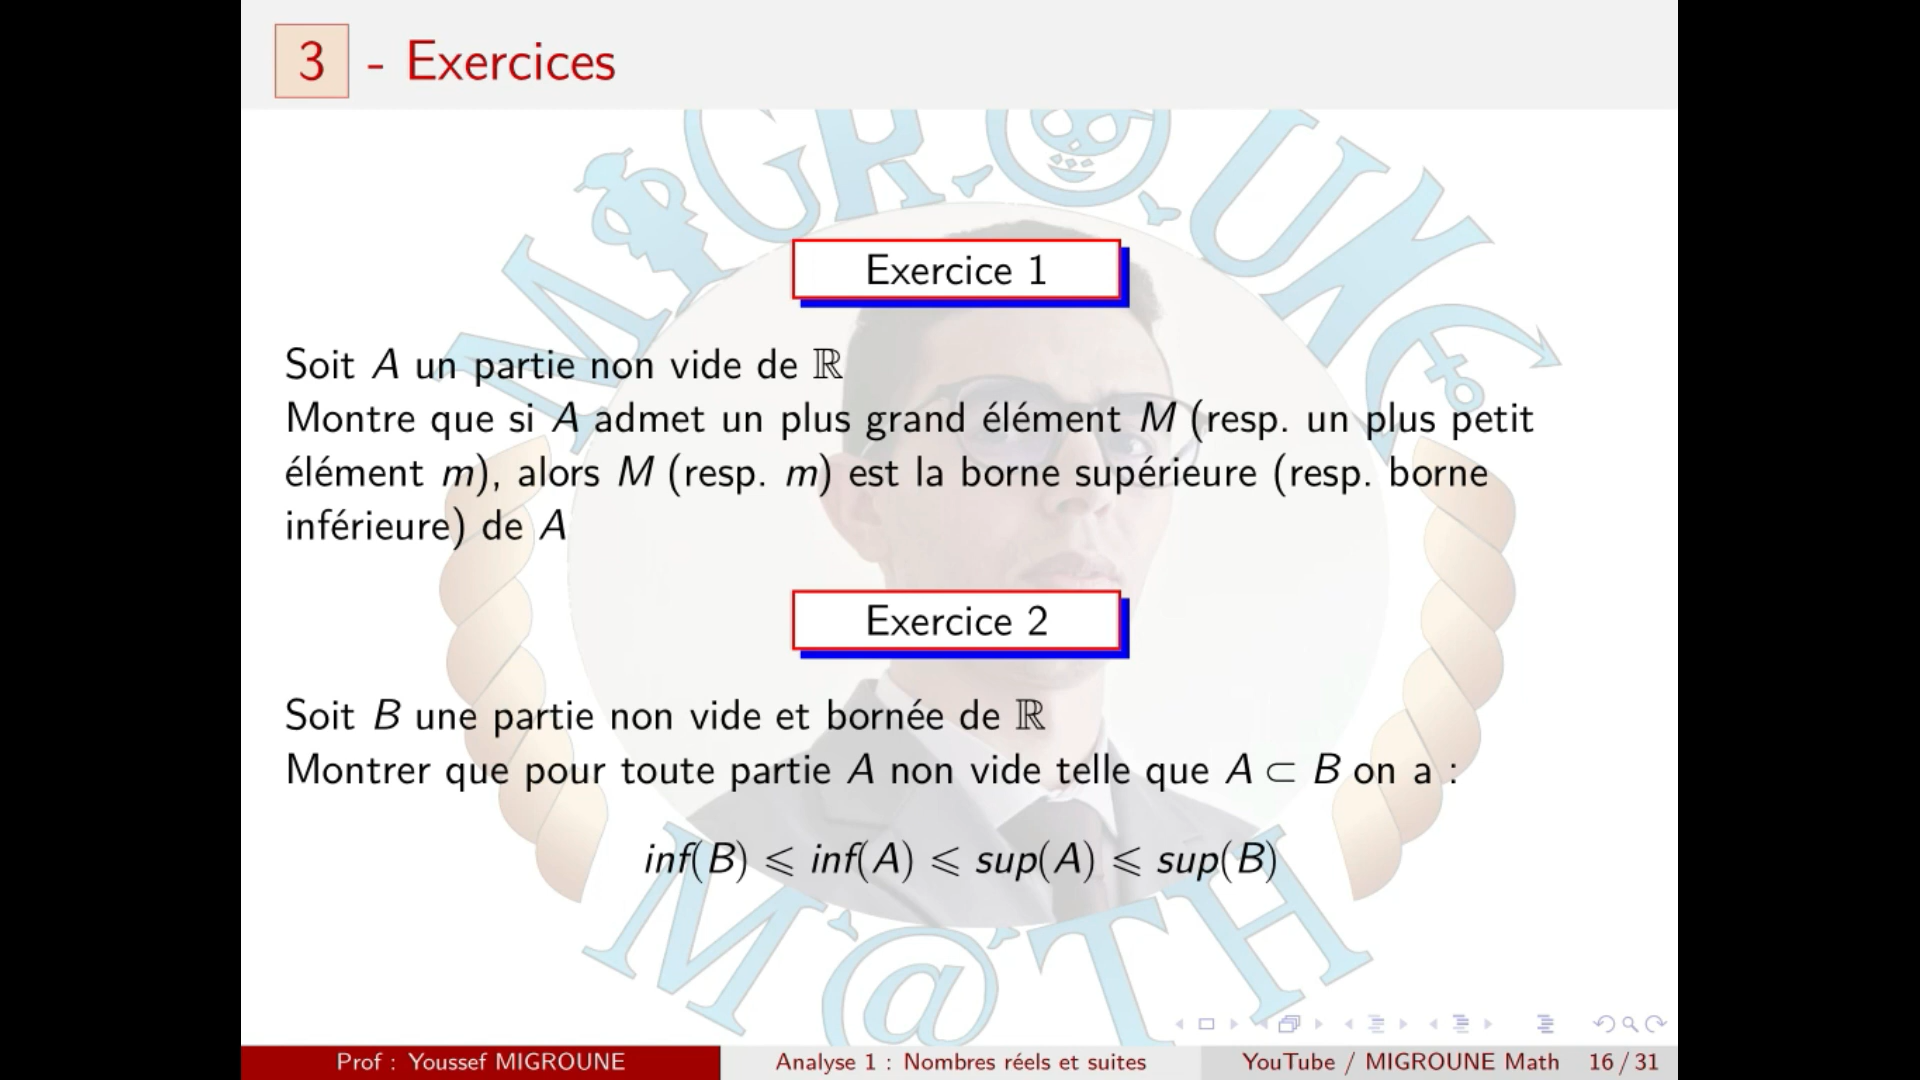 3 - Exercices
MIGROUNE
Exercice 1
Soit A un partie non vide de ℝ
Montre que si A admet un plus grand élément M (resp. un plus petit
élément m), alors M (resp. m) est la borne supérieure (resp. borne
inférieure) de A
Exercice 2
Soit B une partie non vide et bornée de ℝ
Montrer que pour toute partie A non vide telle que A ⊂ B on a :
inf(B) ⩽ inf(A) ⩽ sup(A) ⩽ sup(B)
M@TH
Prof : Youssef MIGROUNE Analyse 1 : Nombres réels et suites YouTube / MIGROUNE Math 16 / 31